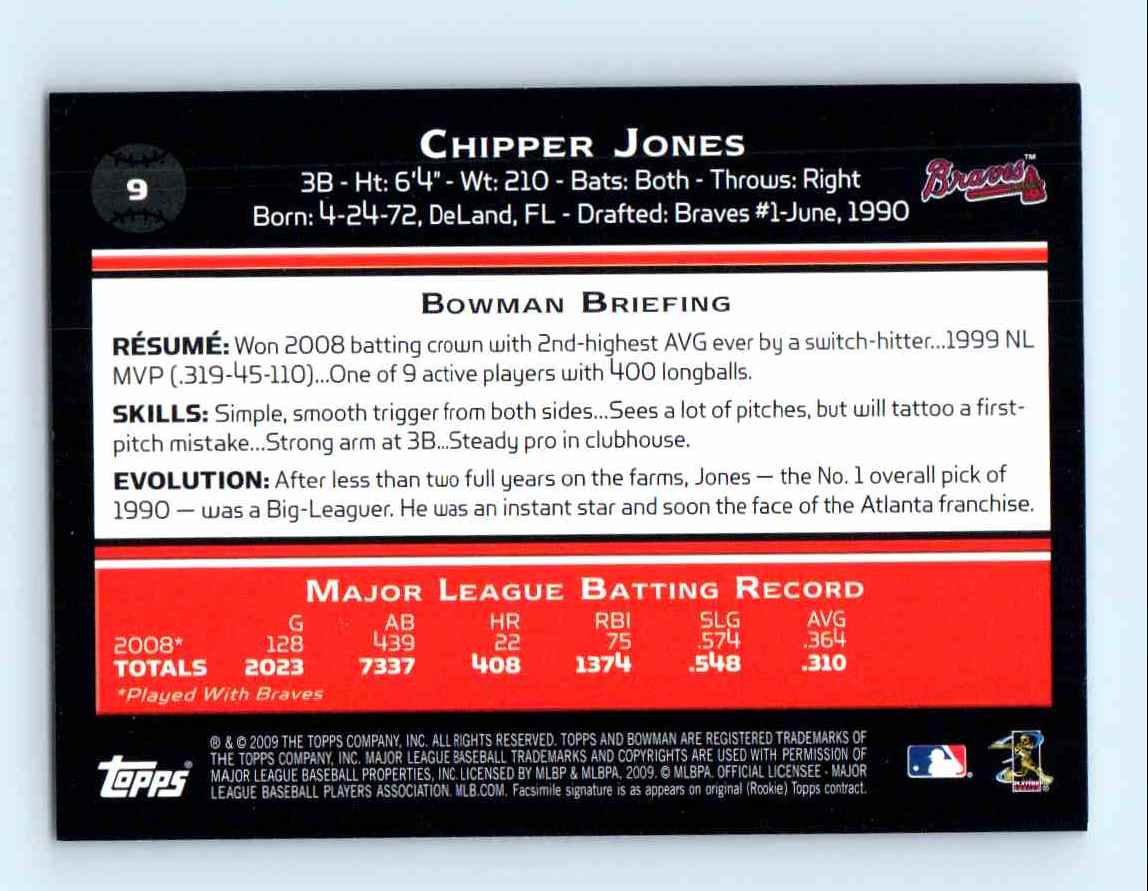 CHIPPER JONES
9
3B - Ht: 6'4" - Wt: 210 - Bats: Both - Throws: Right
Braves™
Born: 4-24-72, DeLand, FL - Drafted: Braves #1-June, 1990
BOWMAN BRIEFING
RÉSUMÉ: Won 2008 batting crown with 2nd-highest AVG ever by a switch-hitter...1999 NL
MVP (.319-45-110)...One of 9 active players with 400 longballs.
SKILLS: Simple, smooth trigger from both sides...Sees a lot of pitches, but will tattoo a first-
pitch mistake...Strong arm at 3B...Steady pro in clubhouse.
EVOLUTION: After less than two full years on the farms, Jones — the No. 1 overall pick of
1990 — was a Big-Leaguer. He was an instant star and soon the face of the Atlanta franchise.
MAJOR LEAGUE BATTING RECORD
G AB HR RBI SLG AVG
2008* 128 439 22 75 .574 .364
TOTALS 2023 7337 408 1374 .548 .310
*Played With Braves
® & © 2009 THE TOPPS COMPANY, INC. ALL RIGHTS RESERVED. TOPPS AND BOWMAN ARE REGISTERED TRADEMARKS OF
THE TOPPS COMPANY, INC. MAJOR LEAGUE BASEBALL TRADEMARKS AND COPYRIGHTS ARE USED WITH PERMISSION OF
MAJOR LEAGUE BASEBALL PROPERTIES, INC. LICENSED BY MLBP & MLBPA, 2009. © MLBPA. OFFICIAL LICENSEE - MAJOR
LEAGUE BASEBALL PLAYERS ASSOCIATION. MLB.COM. Facsimile signature is as appears on original (Rookie) Topps contract.
TOPPS®